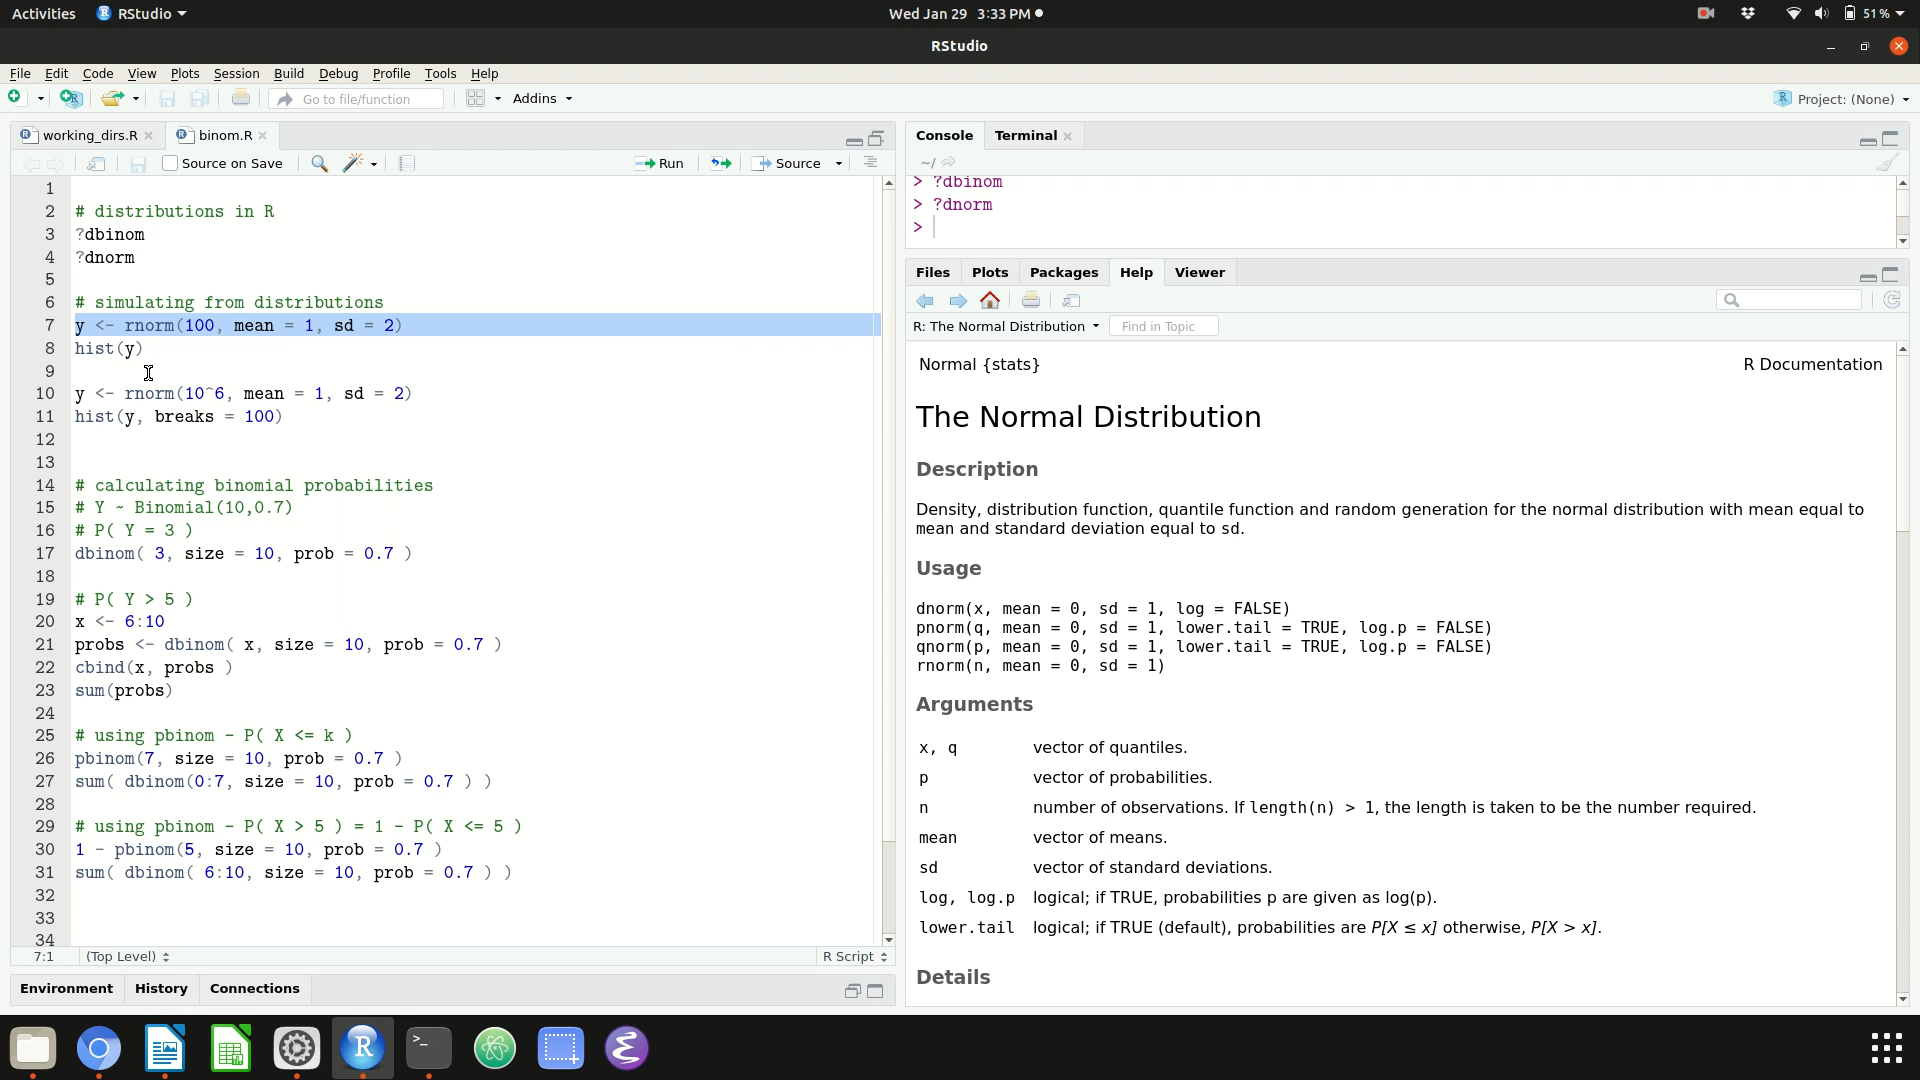 Activities RStudio Wed Jan 29 3:33 PM 51 %
RStudio
File Edit Code View Plots Session Build Debug Profile Tools Help
Go to file/function Addins Project: (None)
working_dirs.R binom.R
Source on Save Run Source
1
2 # distributions in R
3 ?dbinom
4 ?dnorm
5
6 # simulating from distributions
7 y <- rnorm(100, mean = 1, sd = 2)
8 hist(y)
9
10 y <- rnorm(10^6, mean = 1, sd = 2)
11 hist(y, breaks = 100)
12
13
14 # calculating binomial probabilities
15 # Y ~ Binomial(10,0.7)
16 # P( Y = 3 )
17 dbinom( 3, size = 10, prob = 0.7 )
18
19 # P( Y > 5 )
20 x <- 6:10
21 probs <- dbinom( x, size = 10, prob = 0.7 )
22 cbind(x, probs )
23 sum(probs)
24
25 # using pbinom - P( X <= k )
26 pbinom(7, size = 10, prob = 0.7 )
27 sum( dbinom(0:7, size = 10, prob = 0.7 ) )
28
29 # using pbinom - P( X > 5 ) = 1 - P( X <= 5 )
30 1 - pbinom(5, size = 10, prob = 0.7 )
31 sum( dbinom( 6:10, size = 10, prob = 0.7 ) )
32
33
34
7:1 (Top Level) R Script
Environment History Connections
Console Terminal
~/
> ?dbinom
> ?dnorm
>
Files Plots Packages Help Viewer
R: The Normal Distribution Find in Topic
Normal {stats} R Documentation
The Normal Distribution
Description
Density, distribution function, quantile function and random generation for the normal distribution with mean equal to
mean and standard deviation equal to sd.
Usage
dnorm(x, mean = 0, sd = 1, log = FALSE)
pnorm(q, mean = 0, sd = 1, lower.tail = TRUE, log.p = FALSE)
qnorm(p, mean = 0, sd = 1, lower.tail = TRUE, log.p = FALSE)
rnorm(n, mean = 0, sd = 1)
Arguments
x, q vector of quantiles.
p vector of probabilities.
n number of observations. If length(n) > 1, the length is taken to be the number required.
mean vector of means.
sd vector of standard deviations.
log, log.p logical; if TRUE, probabilities p are given as log(p).
lower.tail logical; if TRUE (default), probabilities are P[X ≤ x] otherwise, P[X > x].
Details